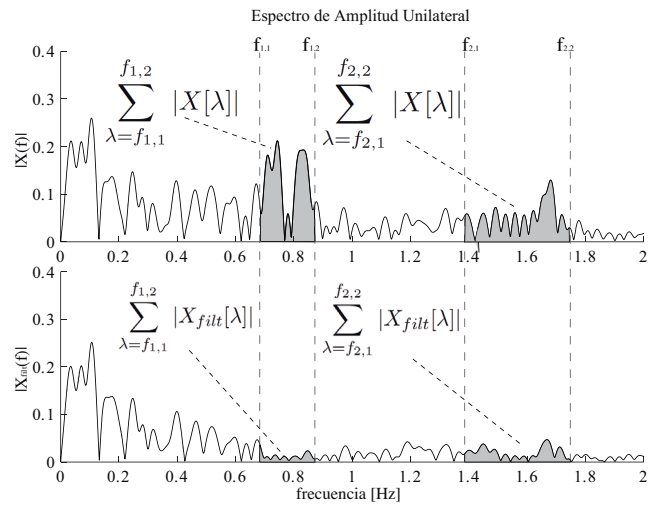 Espectro de Amplitud Unilateral
f1,1 f1,2 f2,1 f2,2
0.4
0.3
0.2
0.1
0
|X(f)|
f1,2
∑ |X[λ]|
λ=f1,1
f2,2
∑ |X[λ]|
λ=f2,1
0 0.2 0.4 0.6 0.8 1 1.2 1.4 1.6 1.8 2
0.4
0.3
0.2
0.1
0
|Xfilt(f)|
f1,2
∑ |Xfilt[λ]|
λ=f1,1
f2,2
∑ |Xfilt[λ]|
λ=f2,1
0 0.2 0.4 0.6 0.8 1 1.2 1.4 1.6 1.8 2
frecuencia [Hz]